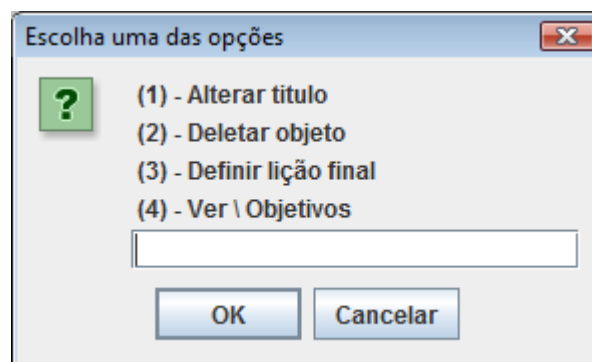 Escolha uma das opções
(1) - Alterar titulo
(2) - Deletar objeto
(3) - Definir lição final
(4) - Ver \ Objetivos
OK
Cancelar